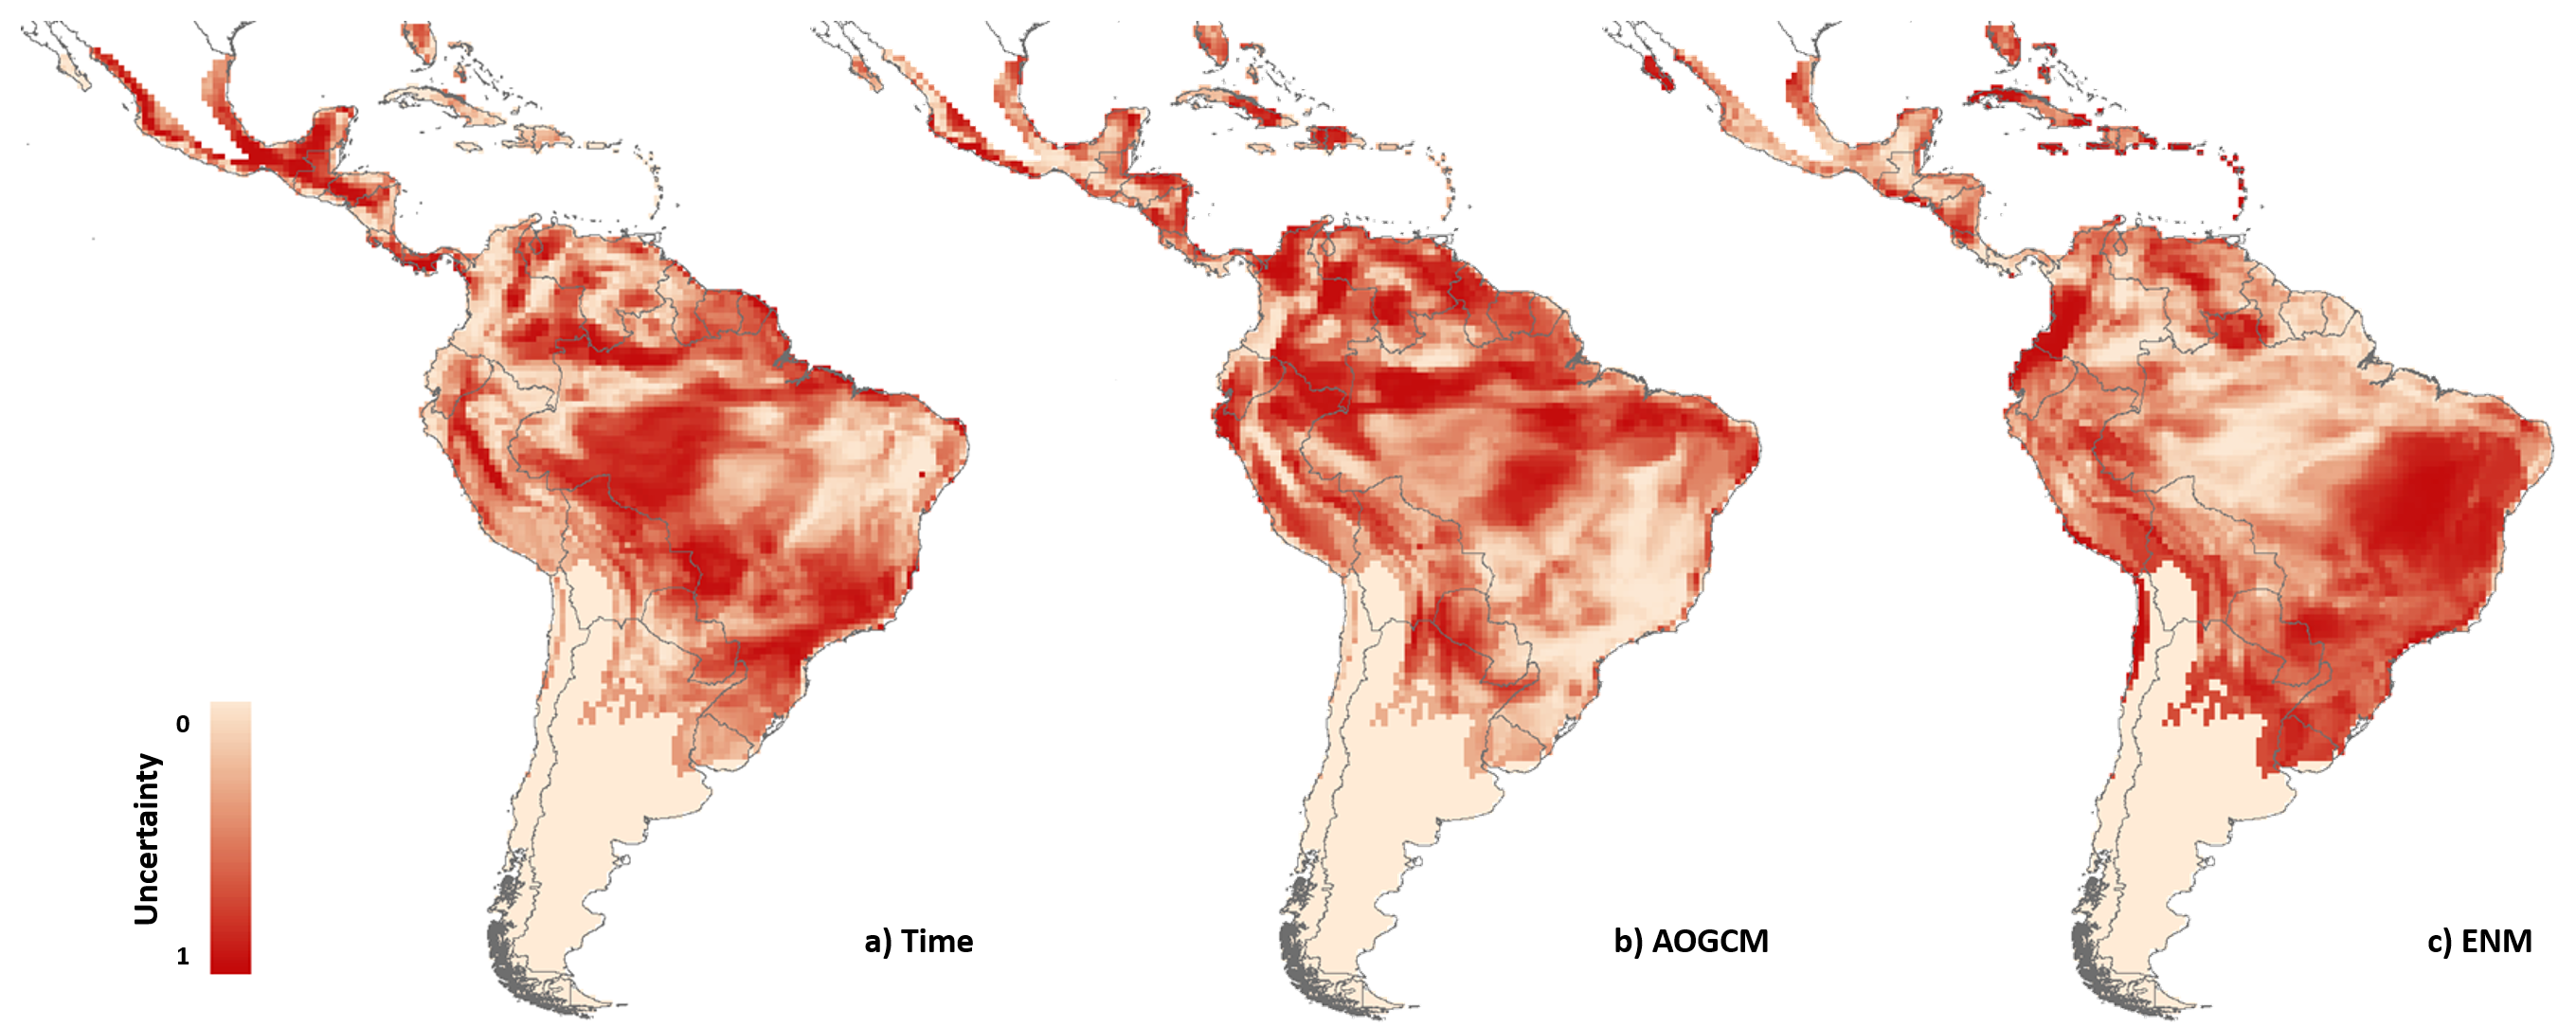 0
Uncertainty
1
a) Time
b) AOGCM
c) ENM